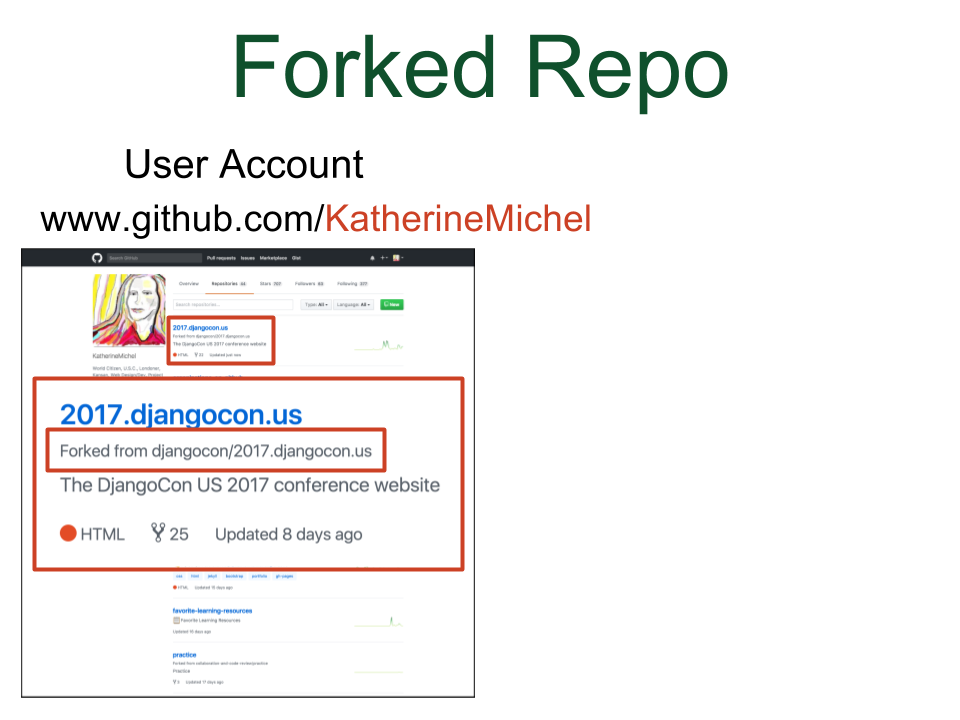 Forked Repo
User Account
www.github.com/KatherineMichel
Search GitHub Pull requests Issues Marketplace Gist
Overview Repositories Stars Followers Following
Search repositories... Type: All Language: All New
2017.djangocon.us
Forked from djangocon/2017.djangocon.us
The DjangoCon US 2017 conference website
HTML Updated just now
KatherineMichel
2017.djangocon.us
Forked from djangocon/2017.djangocon.us
The DjangoCon US 2017 conference website
HTML 25 Updated 8 days ago
css html jekyll bootstrap portfolio gh-pages
HTML Updated 10 days ago
favorite-learning-resources
Favorite Learning Resources
Updated 10 days ago
practice
Forked from collaboration-and-code-review/practice
Practice
Updated 17 days ago